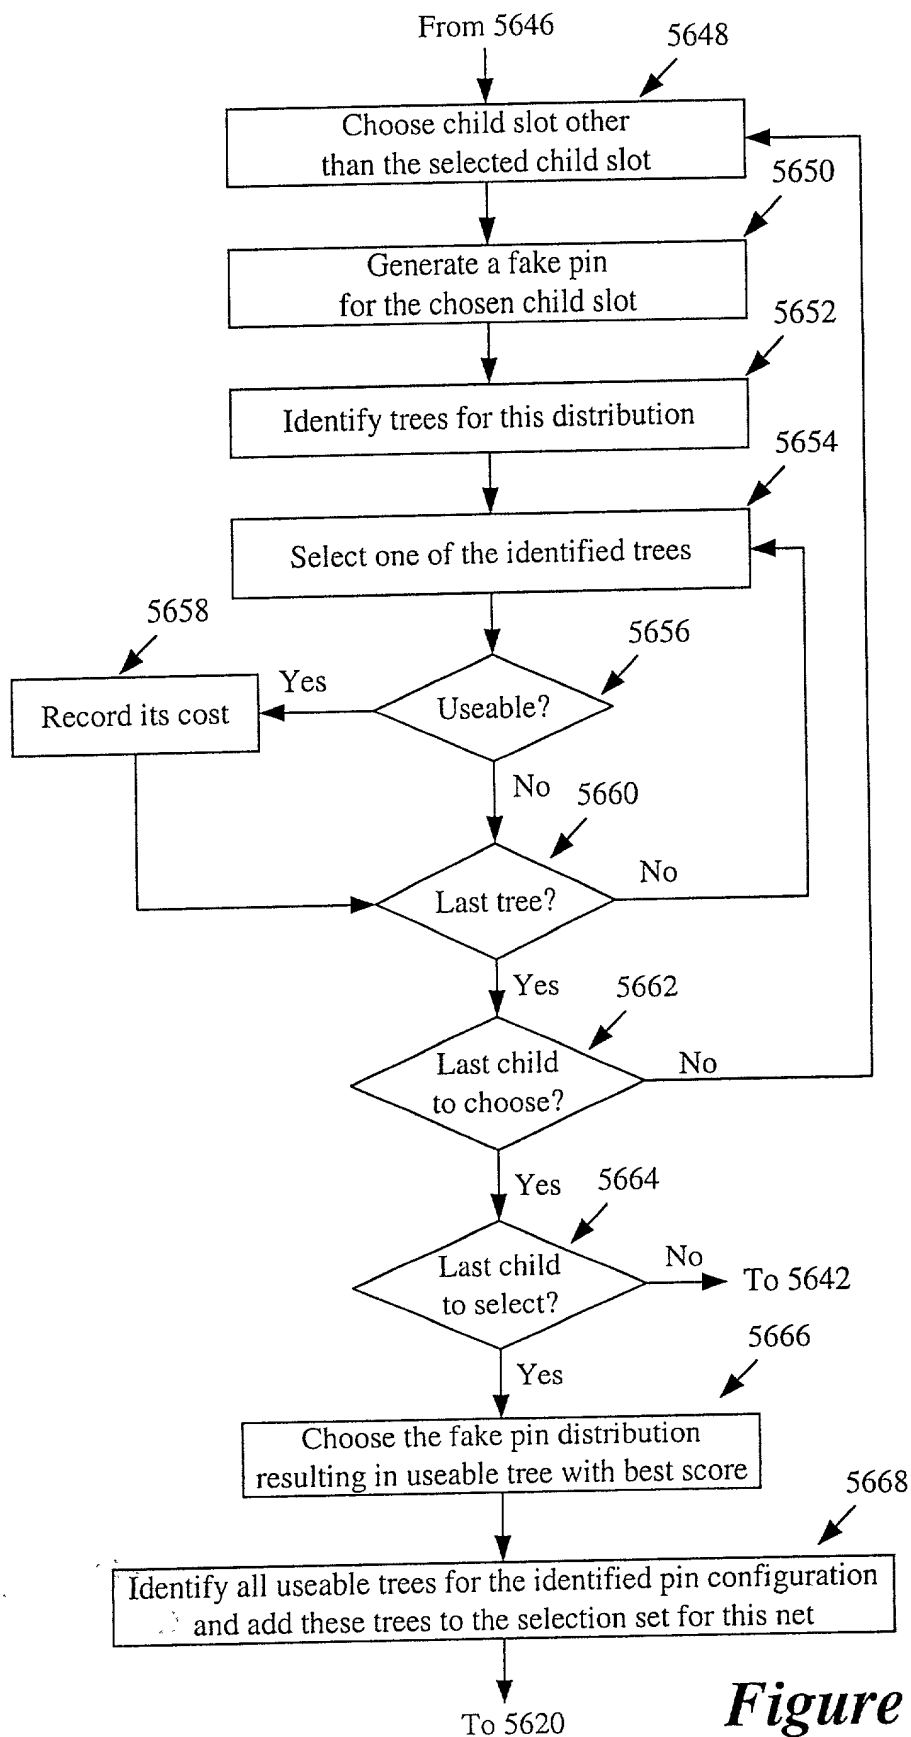 From 5646
5648
Choose child slot other
than the selected child slot
5650
Generate a fake pin
for the chosen child slot
5652
Identify trees for this distribution
5654
Select one of the identified trees
5658
5656
Yes
Useable?
Record its cost
No
5660
No
Last tree?
Yes
5662
Last child
to choose?
No
Yes
5664
Last child
to select?
No
To 5642
5666
Yes
Choose the fake pin distribution
resulting in useable tree with best score
5668
Identify all useable trees for the identified pin configuration
and add these trees to the selection set for this net
To 5620
Figure